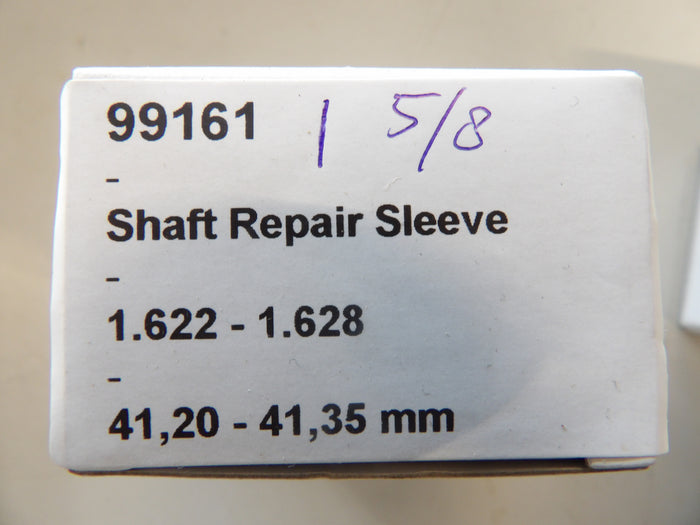 99161 1 5/8
-
Shaft Repair Sleeve
-
1.622 - 1.628
-
41,20 - 41,35 mm